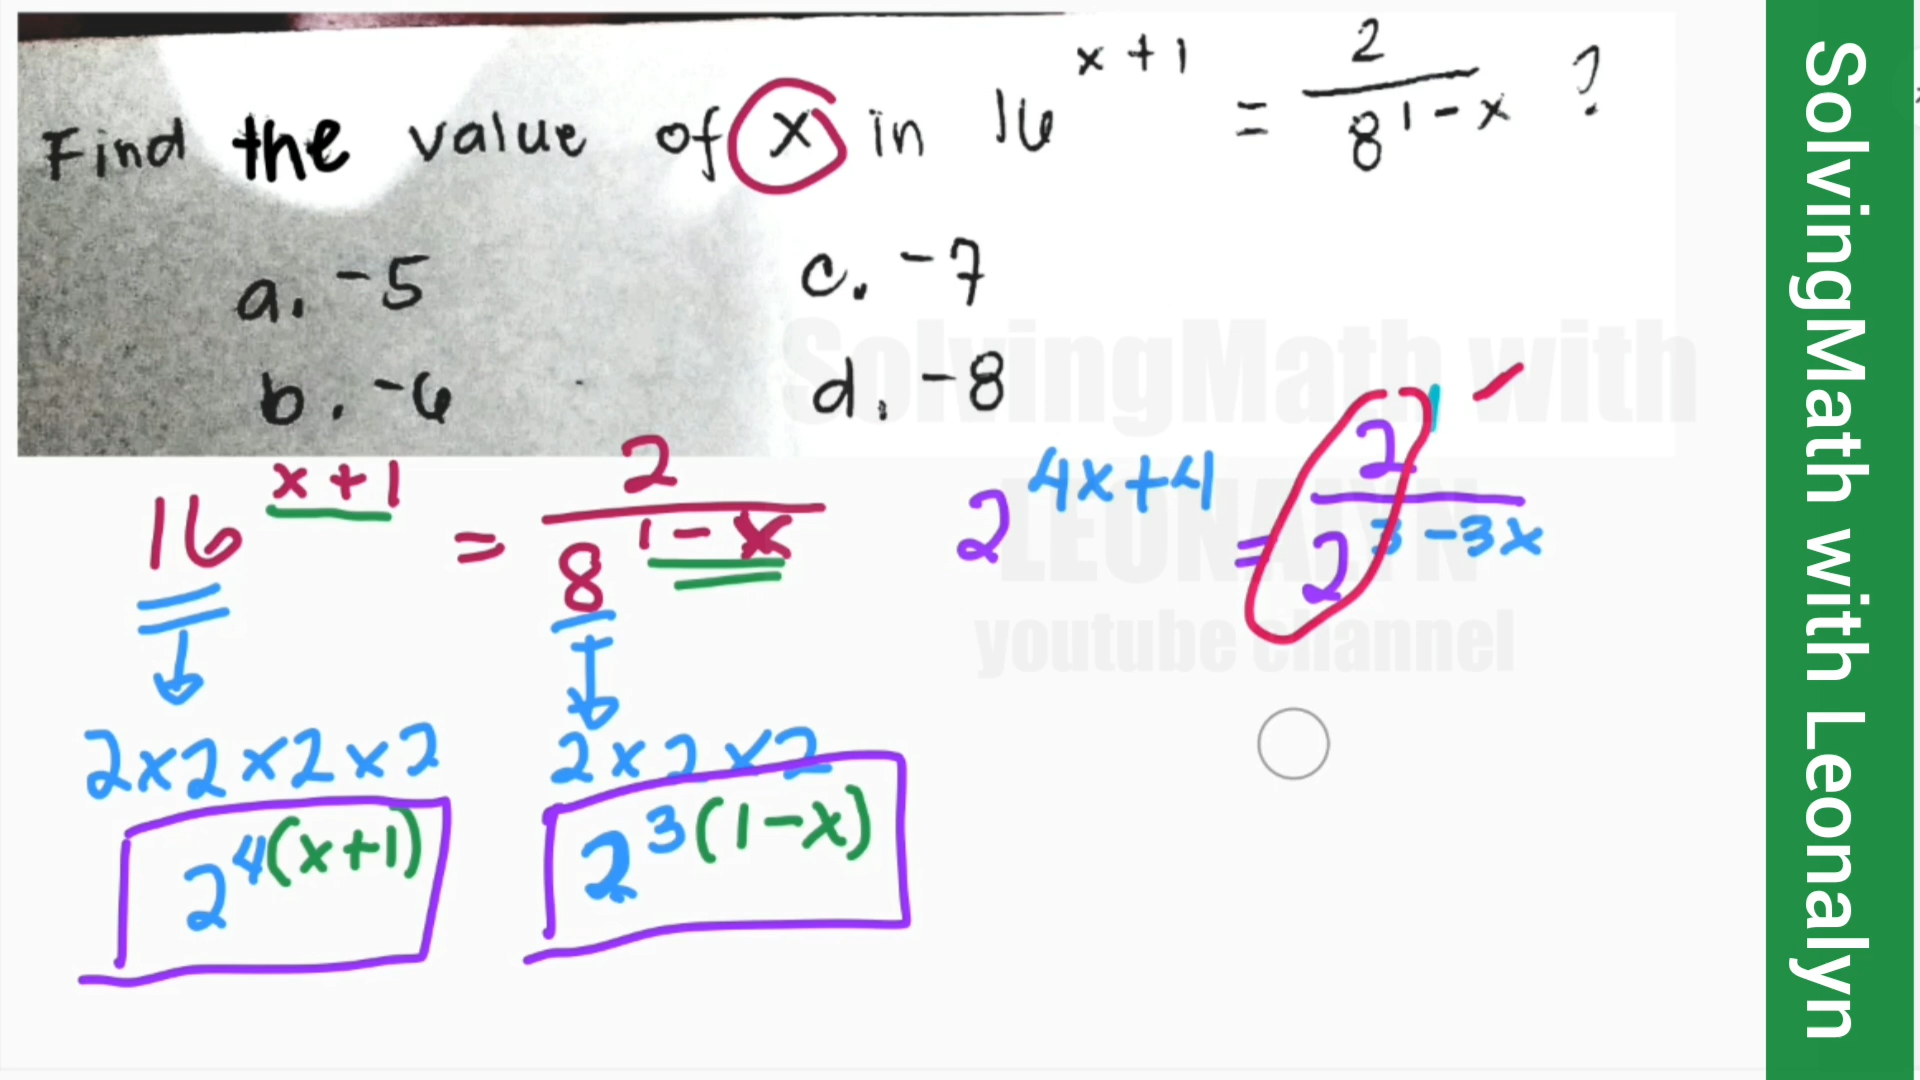 Find the value of x in 16^(x+1) = 2/8^(1-x) ?
a. -5
c. -7
b. -6
d. -8
SolvingMath with
LEONALYN
youtube channel
16^(x+1) = 2/8^(1-x)
2x2x2x2
2x2x2
2^4(x+1)
2^3(1-x)
2^(4x+4) = 2^1/2^(3-3x)
SolvingMath with Leonalyn